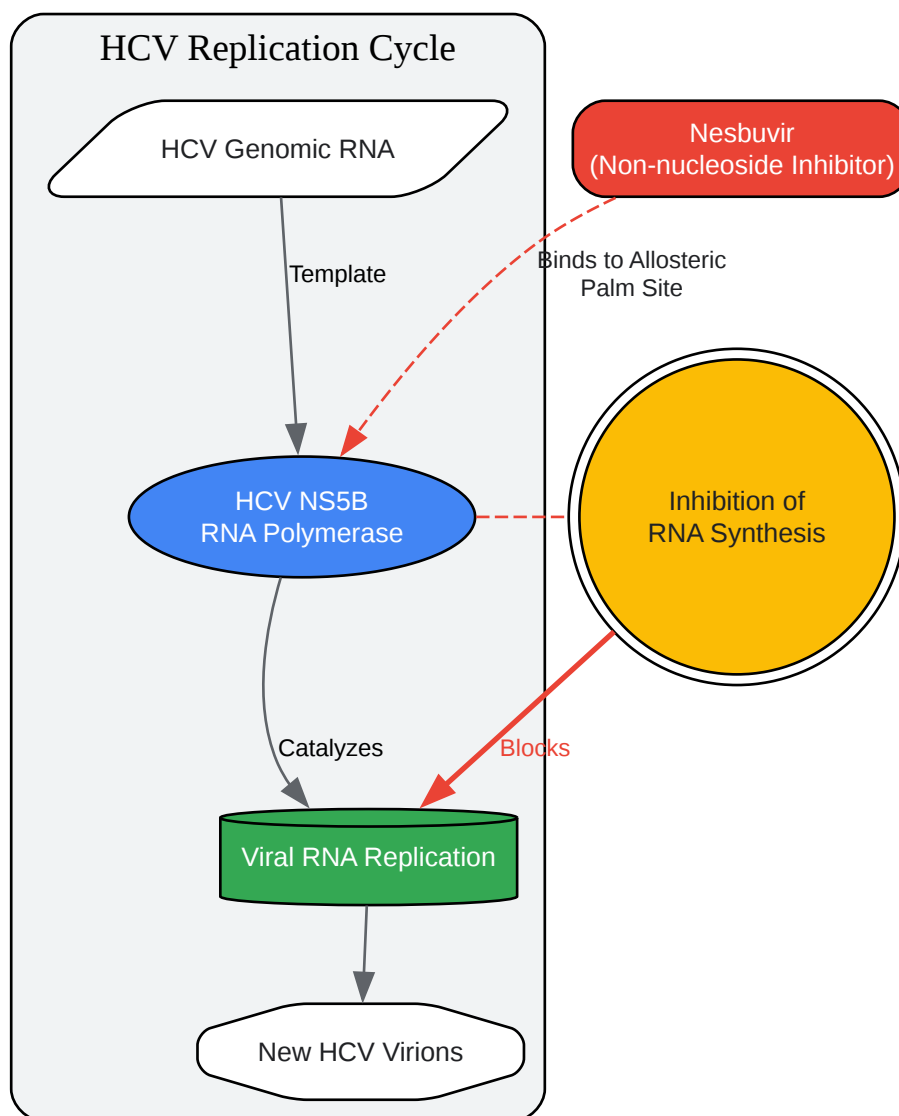 HCV Replication Cycle
HCV Genomic RNA
Nesbuvir
(Non-nucleoside Inhibitor)
Template
Binds to Allosteric
Palm Site
HCV NS5B
RNA Polymerase
Inhibition of
RNA Synthesis
Catalyzes
Blocks
Viral RNA Replication
New HCV Virions